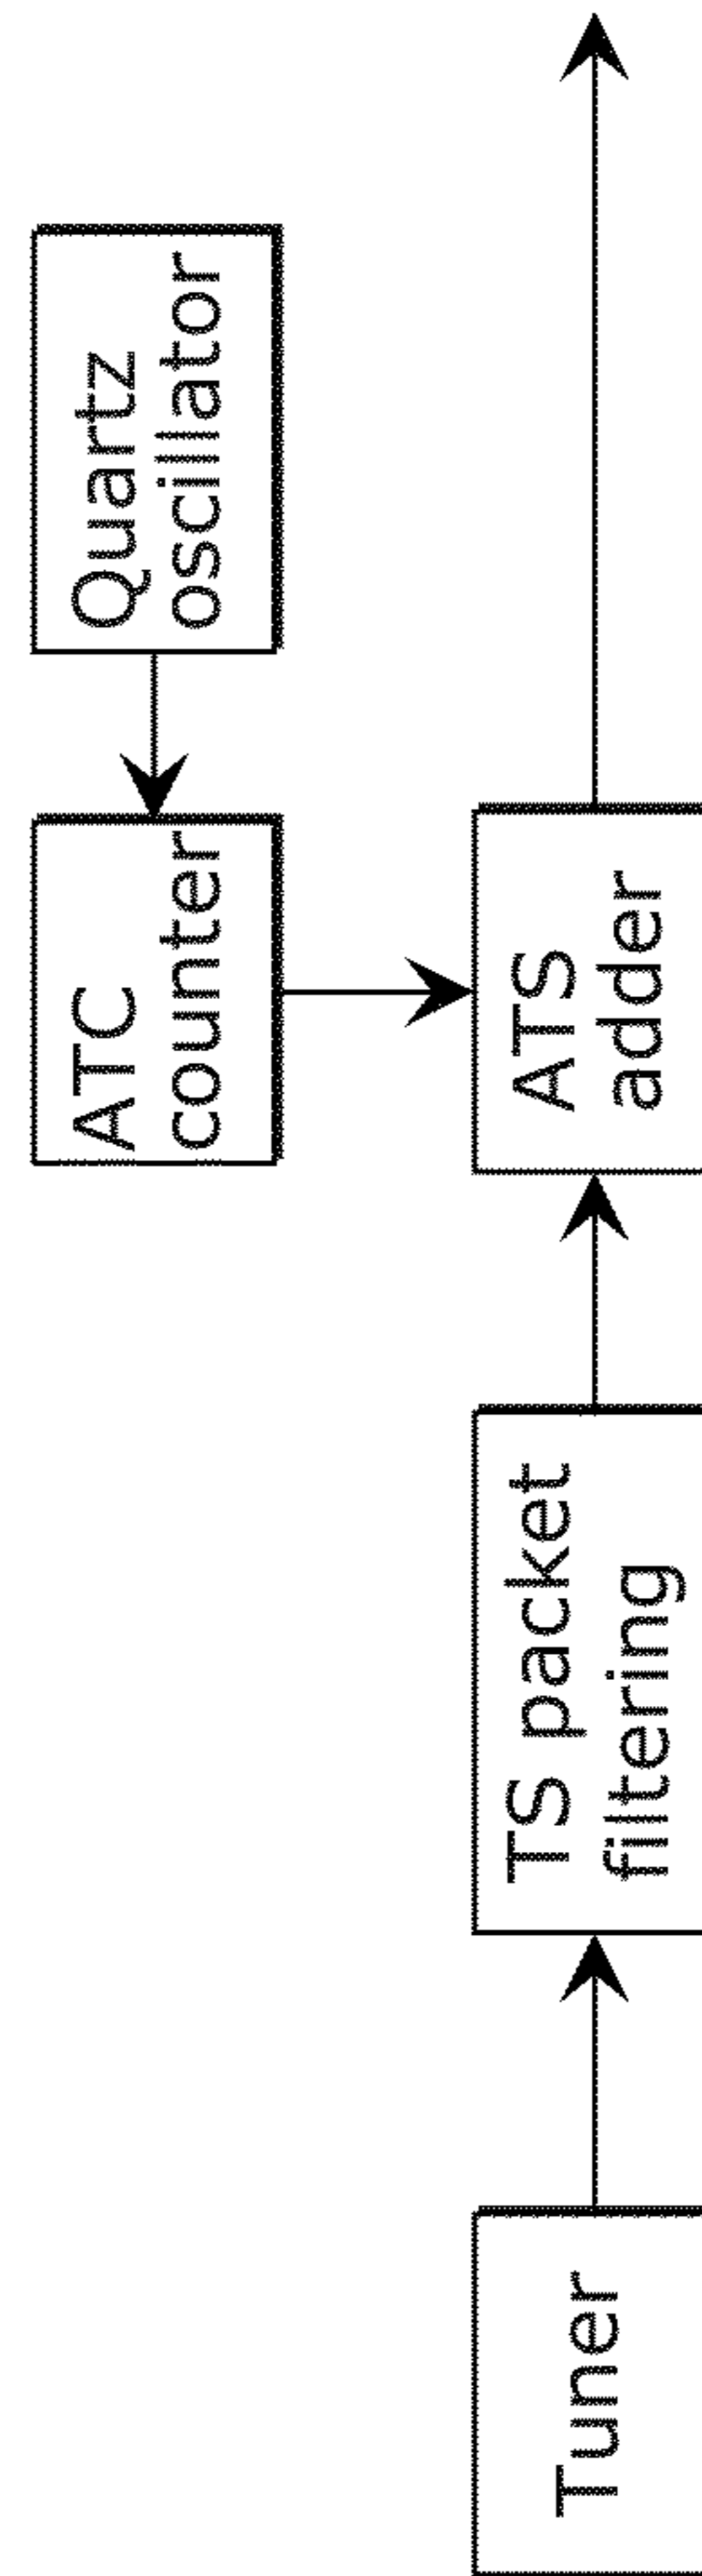 Quartz
oscillator
ATC
counter
ATS
adder
TS packet
filtering
Tuner